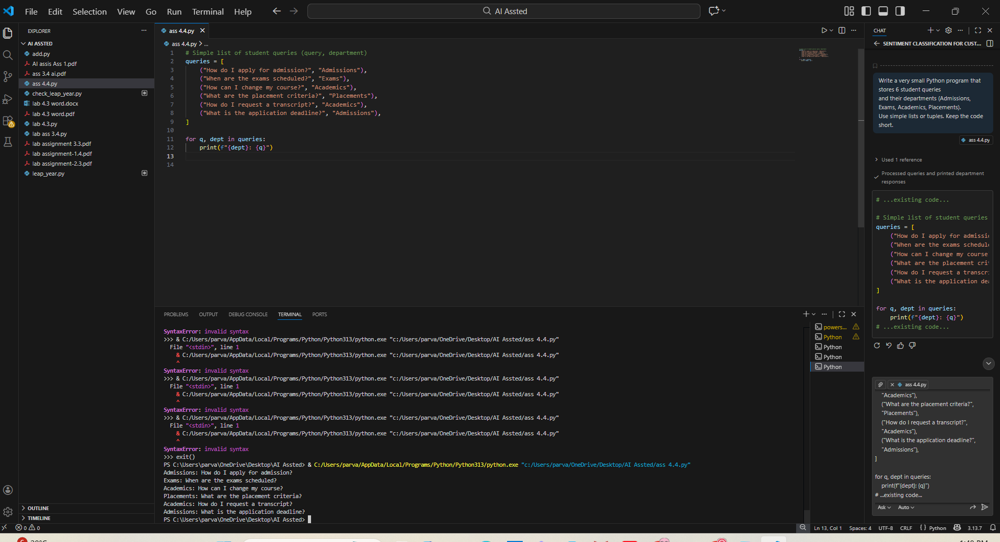 File Edit Selection View Go Run Terminal Help
AI Assted
EXPLORER
AI ASSTED
add.py
AI assis Ass 1.pdf
ass 3.4 ai.pdf
ass 4.4.py
check_leap_year.py
lab 4.3 word.docx
lab 4.3 word.pdf
lab 4.3.py
lab ass 3.4.py
lab assignment 3.3.pdf
lab assignment-1.4.pdf
lab assignment-2.3.pdf
leap_year.py
OUTLINE
TIMELINE
ass 4.4.py
ass 4.4.py > ...
1 # Simple list of student queries (query, department)
2 queries = [
3 ("How do I apply for admission?", "Admissions"),
4 ("When are the exams scheduled?", "Exams"),
5 ("How can I change my course?", "Academics"),
6 ("What are the placement criteria?", "Placements"),
7 ("How do I request a transcript?", "Academics"),
8 ("What is the application deadline?", "Admissions"),
9 ]
10
11 for q, dept in queries:
12 print(f"{dept}: {q}")
13
14
PROBLEMS OUTPUT DEBUG CONSOLE TERMINAL PORTS
SyntaxError: invalid syntax
>>> & C:/Users/parva/AppData/Local/Programs/Python/Python313/python.exe "c:/Users/parva/OneDrive/Desktop/AI Assted/ass 4.4.py"
File "<stdin>", line 1
& C:/Users/parva/AppData/Local/Programs/Python/Python313/python.exe "c:/Users/parva/OneDrive/Desktop/AI Assted/ass 4.4.py"
^
SyntaxError: invalid syntax
>>> & C:/Users/parva/AppData/Local/Programs/Python/Python313/python.exe "c:/Users/parva/OneDrive/Desktop/AI Assted/ass 4.4.py"
File "<stdin>", line 1
& C:/Users/parva/AppData/Local/Programs/Python/Python313/python.exe "c:/Users/parva/OneDrive/Desktop/AI Assted/ass 4.4.py"
^
SyntaxError: invalid syntax
>>> & C:/Users/parva/AppData/Local/Programs/Python/Python313/python.exe "c:/Users/parva/OneDrive/Desktop/AI Assted/ass 4.4.py"
File "<stdin>", line 1
& C:/Users/parva/AppData/Local/Programs/Python/Python313/python.exe "c:/Users/parva/OneDrive/Desktop/AI Assted/ass 4.4.py"
^
SyntaxError: invalid syntax
>>> exit()
PS C:\Users\parva\OneDrive\Desktop\AI Assted> & C:/Users/parva/AppData/Local/Programs/Python/Python313/python.exe "c:/Users/parva/OneDrive/Desktop/AI Assted/ass 4.4.py"
Admissions: How do I apply for admission?
Exams: When are the exams scheduled?
Academics: How can I change my course?
Placements: What are the placement criteria?
Academics: How do I request a transcript?
Admissions: What is the application deadline?
PS C:\Users\parva\OneDrive\Desktop\AI Assted>
powers...
Python
Python
Python
Python
CHAT
SENTIMENT CLASSIFICATION FOR CUST...
Write a very small Python program that
stores 6 student queries
and their departments (Admissions,
Exams, Academics, Placements).
Use simple lists or tuples. Keep the code
short.
ass 4.4.py
Used 1 reference
Processed queries and printed department
responses
# ...existing code...
# Simple list of student queries
queries = [
("How do I apply for admissi
("When are the exams schedul
("How can I change my course
("What are the placement cri
("How do I request a transcr
("What is the application de
]
for q, dept in queries:
print(f"{dept}: {q}")
# ...existing code...
ass 4.4.py
"Academics"),
("What are the placement criteria?",
"Placements"),
("How do I request a transcript?",
"Academics"),
("What is the application deadline?",
"Admissions"),
]
for q, dept in queries:
print(f"{dept}: {q}")
# ...existing code...
Ask Auto
0 0
Ln 13, Col 1 Spaces: 4 UTF-8 CRLF { } Python 3.13.7